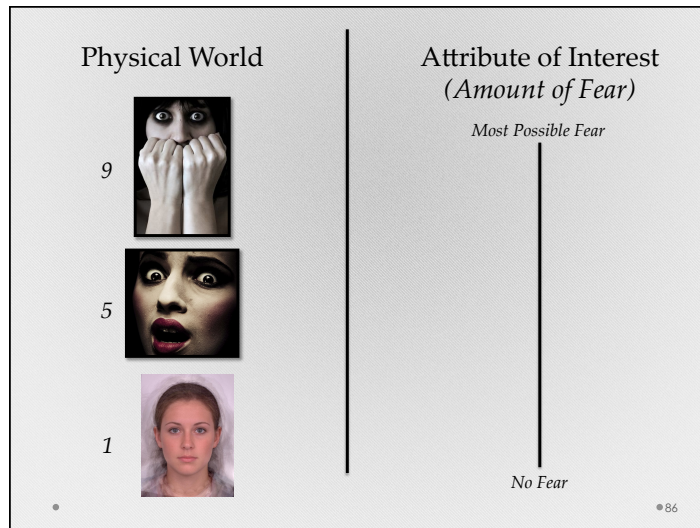 Physical World
9
5
1
Attribute of Interest
(Amount of Fear)
Most Possible Fear
No Fear
86